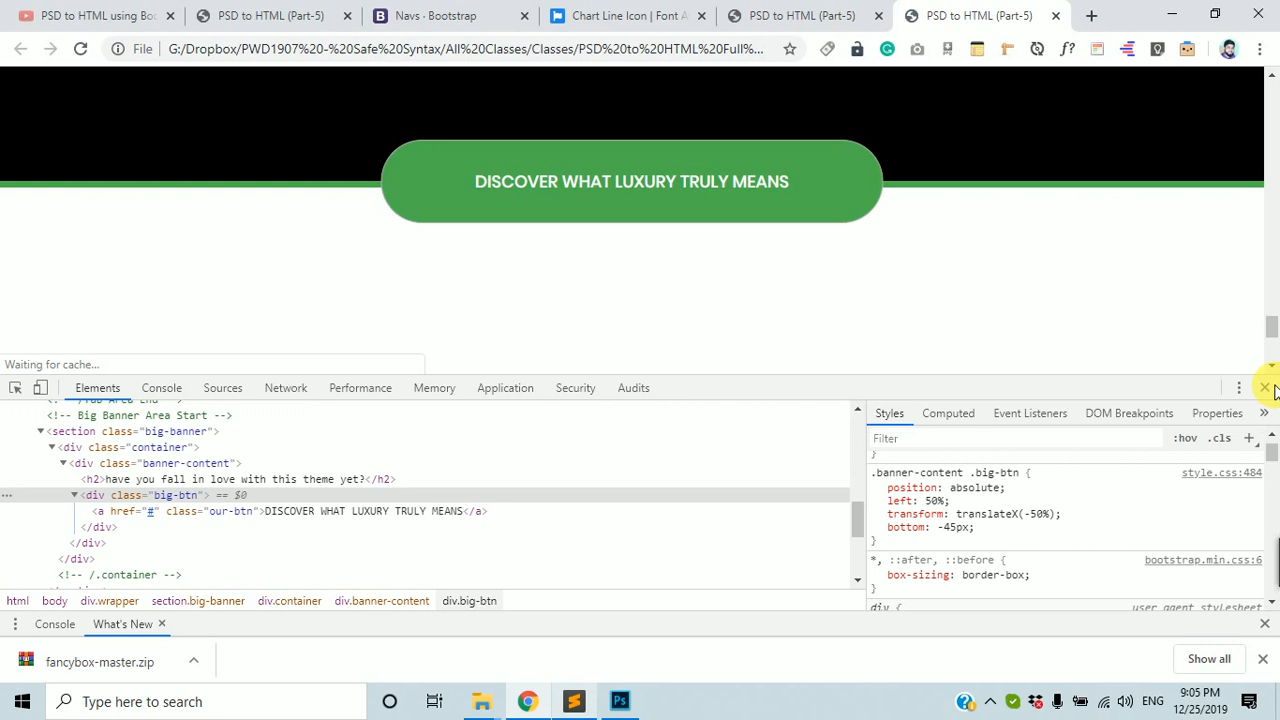 PSD to HTML using Boo
PSD to HTML (Part-5)
Navs · Bootstrap
Chart Line Icon | Font A
PSD to HTML (Part-5)
PSD to HTML (Part-5)
File
G:/Dropbox/PWD1907%20-%20Safe%20Syntax/All%20Classes/Classes/PSD%20to%20HTML%20Full%...
f?
DISCOVER WHAT LUXURY TRULY MEANS
Waiting for cache...
Elements
Console
Sources
Network
Performance
Memory
Application
Security
Audits
<!-- Big Banner Area Start -->
<section class="big-banner">
<div class="container">
<div class="banner-content">
<h2>have you fall in love with this theme yet?</h2>
<div class="big-btn"> == $0
<a href="#" class="our-btn">DISCOVER WHAT LUXURY TRULY MEANS</a>
</div>
</div>
</div>
<!-- /.container -->
Styles
Computed
Event Listeners
DOM Breakpoints
Properties
Filter
:hov
.cls
}
.banner-content .big-btn {
style.css:484
position: absolute;
left: 50%;
transform: translateX(-50%);
bottom: -45px;
}
*, ::after, ::before {
bootstrap.min.css:6
box-sizing: border-box;
}
div {
user agent stylesheet
html
body
div.wrapper
section.big-banner
div.container
div.banner-content
div.big-btn
Console
What's New
fancybox-master.zip
Show all
Type here to search
Ps
ENG
9:05 PM
12/25/2019